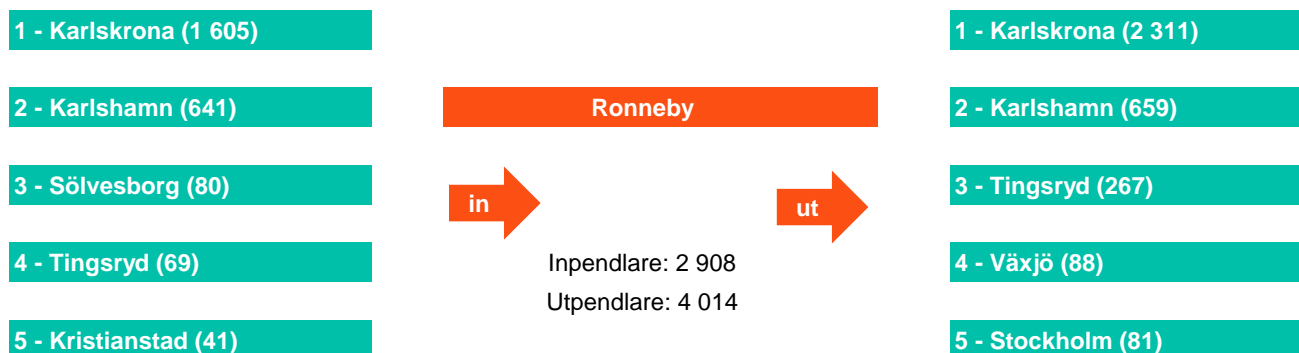 1 - Karlskrona (1 605)
2 - Karlshamn (641)
3 - Sölvesborg (80)
4 - Tingsryd (69)
5 - Kristianstad (41)
Ronneby
in
ut
Inpendlare: 2 908
Utpendlare: 4 014
1 - Karlskrona (2 311)
2 - Karlshamn (659)
3 - Tingsryd (267)
4 - Växjö (88)
5 - Stockholm (81)